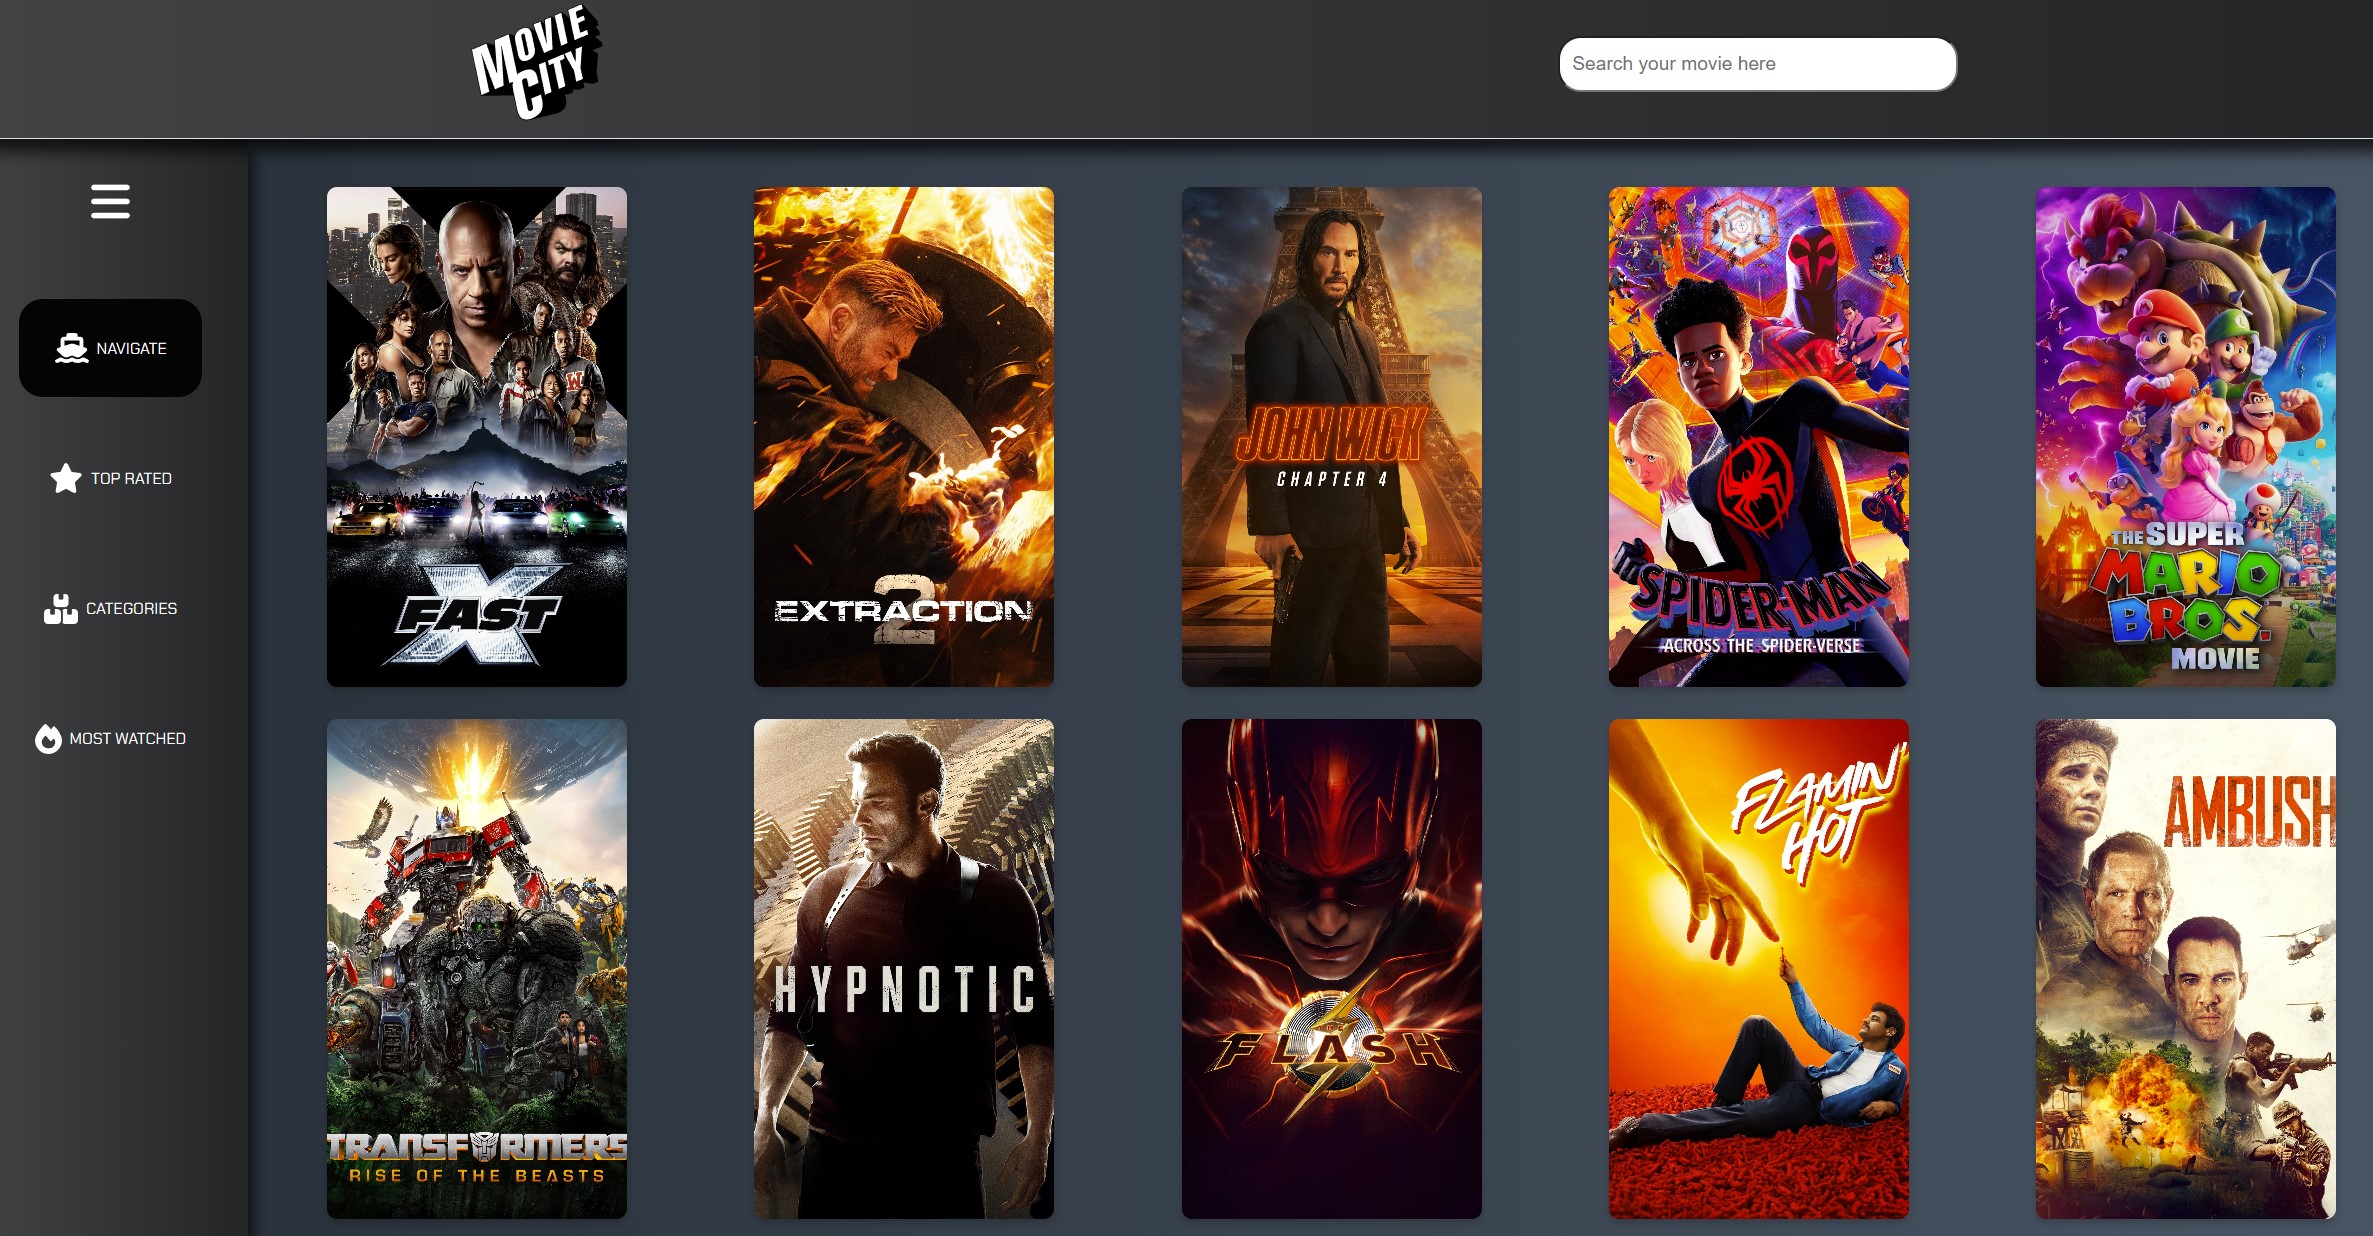 MOVIE
CITY
Search your movie here
NAVIGATE
TOP RATED
CATEGORIES
MOST WATCHED
FAST
X
EXTRACTION
2
JOHN WICK
CHAPTER 4
SPIDER-MAN
ACROSS THE SPIDER-VERSE
THE SUPER
MARIO
BROS.
MOVIE
TRANSFORMERS
RISE OF THE BEASTS
HYPNOTIC
THE
FLASH
FLAMIN'
HOT
AMBUSH